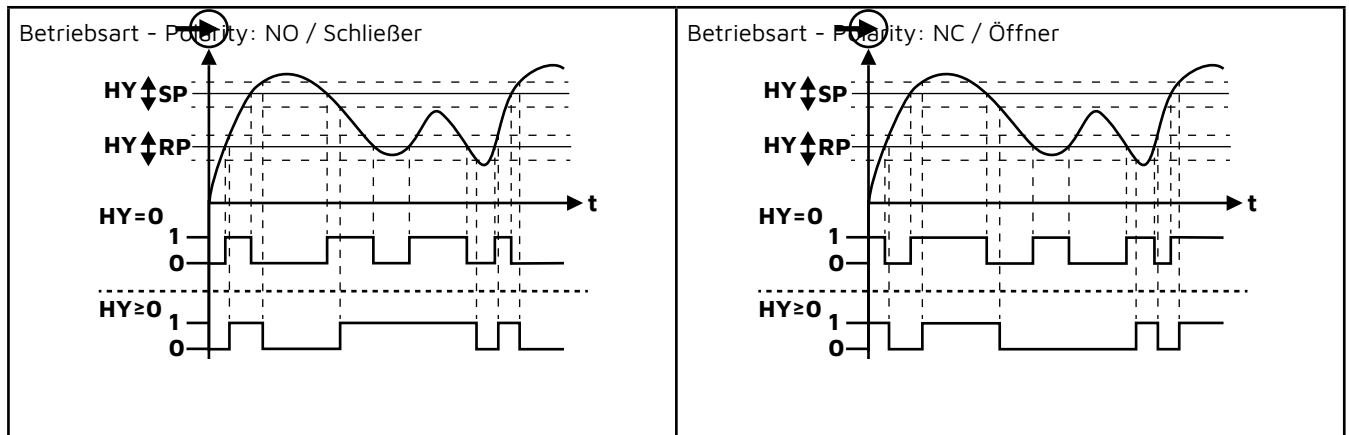 Betriebsart - Polarity: NO / Schließer
HY SP
HY RP
t
HY=0
1
0
HY≥0
1
0
Betriebsart - Polarity: NC / Öffner
HY SP
HY RP
t
HY=0
1
0
HY≥0
1
0